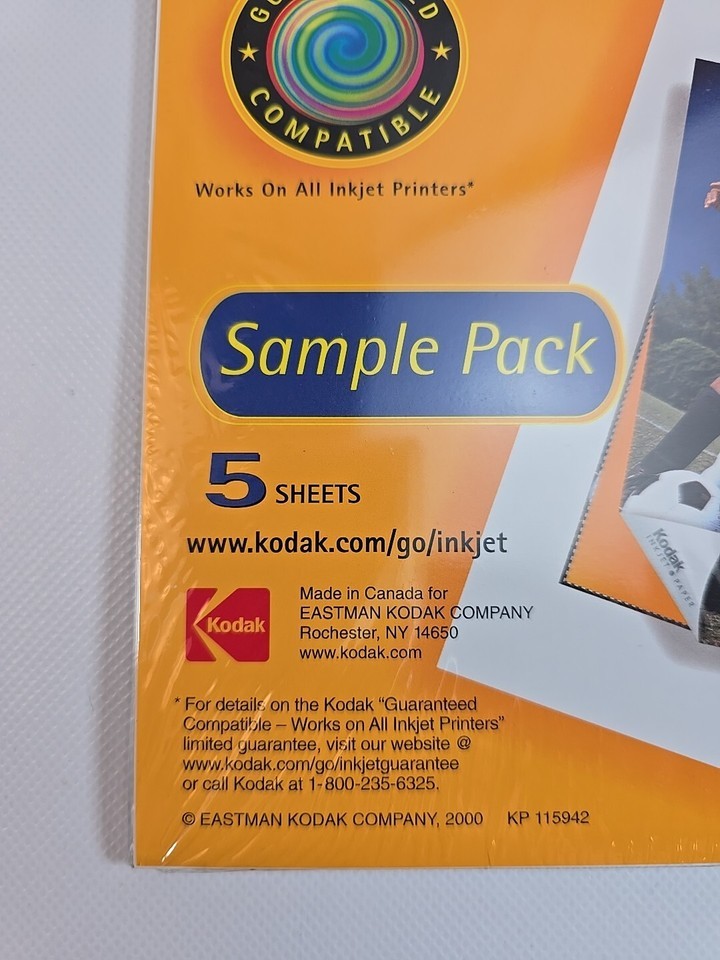 COMPATIBLE
Works On All Inkjet Printers*
Sample Pack
5 SHEETS
www.kodak.com/go/inkjet
Kodak
Made in Canada for
EASTMAN KODAK COMPANY
Rochester, NY 14650
www.kodak.com
* For details on the Kodak “Guaranteed
Compatible – Works on All Inkjet Printers”
limited guarantee, visit our website @
www.kodak.com/go/inkjetguarantee
or call Kodak at 1-800-235-6325.
© EASTMAN KODAK COMPANY, 2000 KP 115942
Kodak
INKJET PAPER